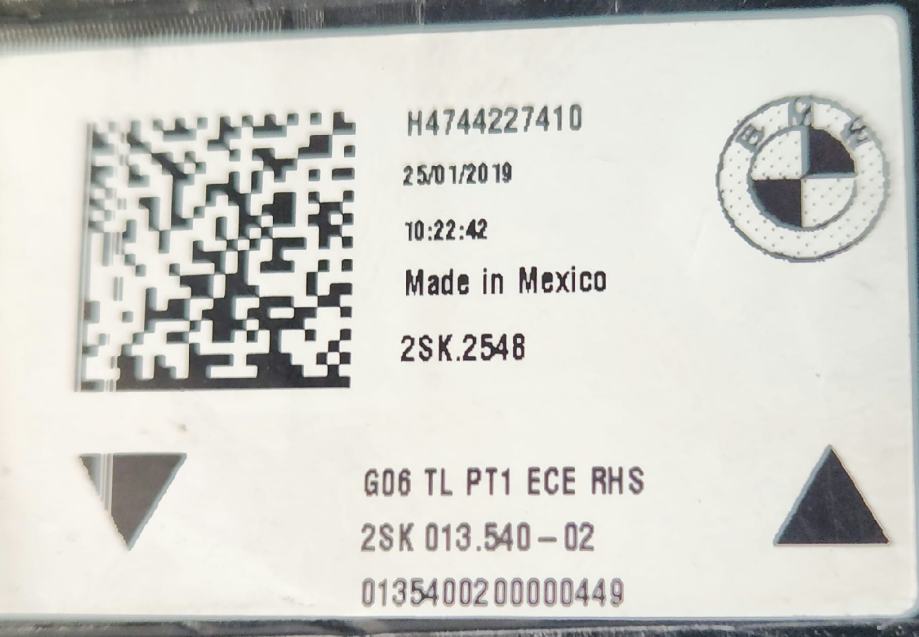 H4744227410
BMW
25/01/2019
10:22:42
Made in Mexico
2SK.2548
G06 TL PT1 ECE RHS
2SK 013.540-02
0135400200000449